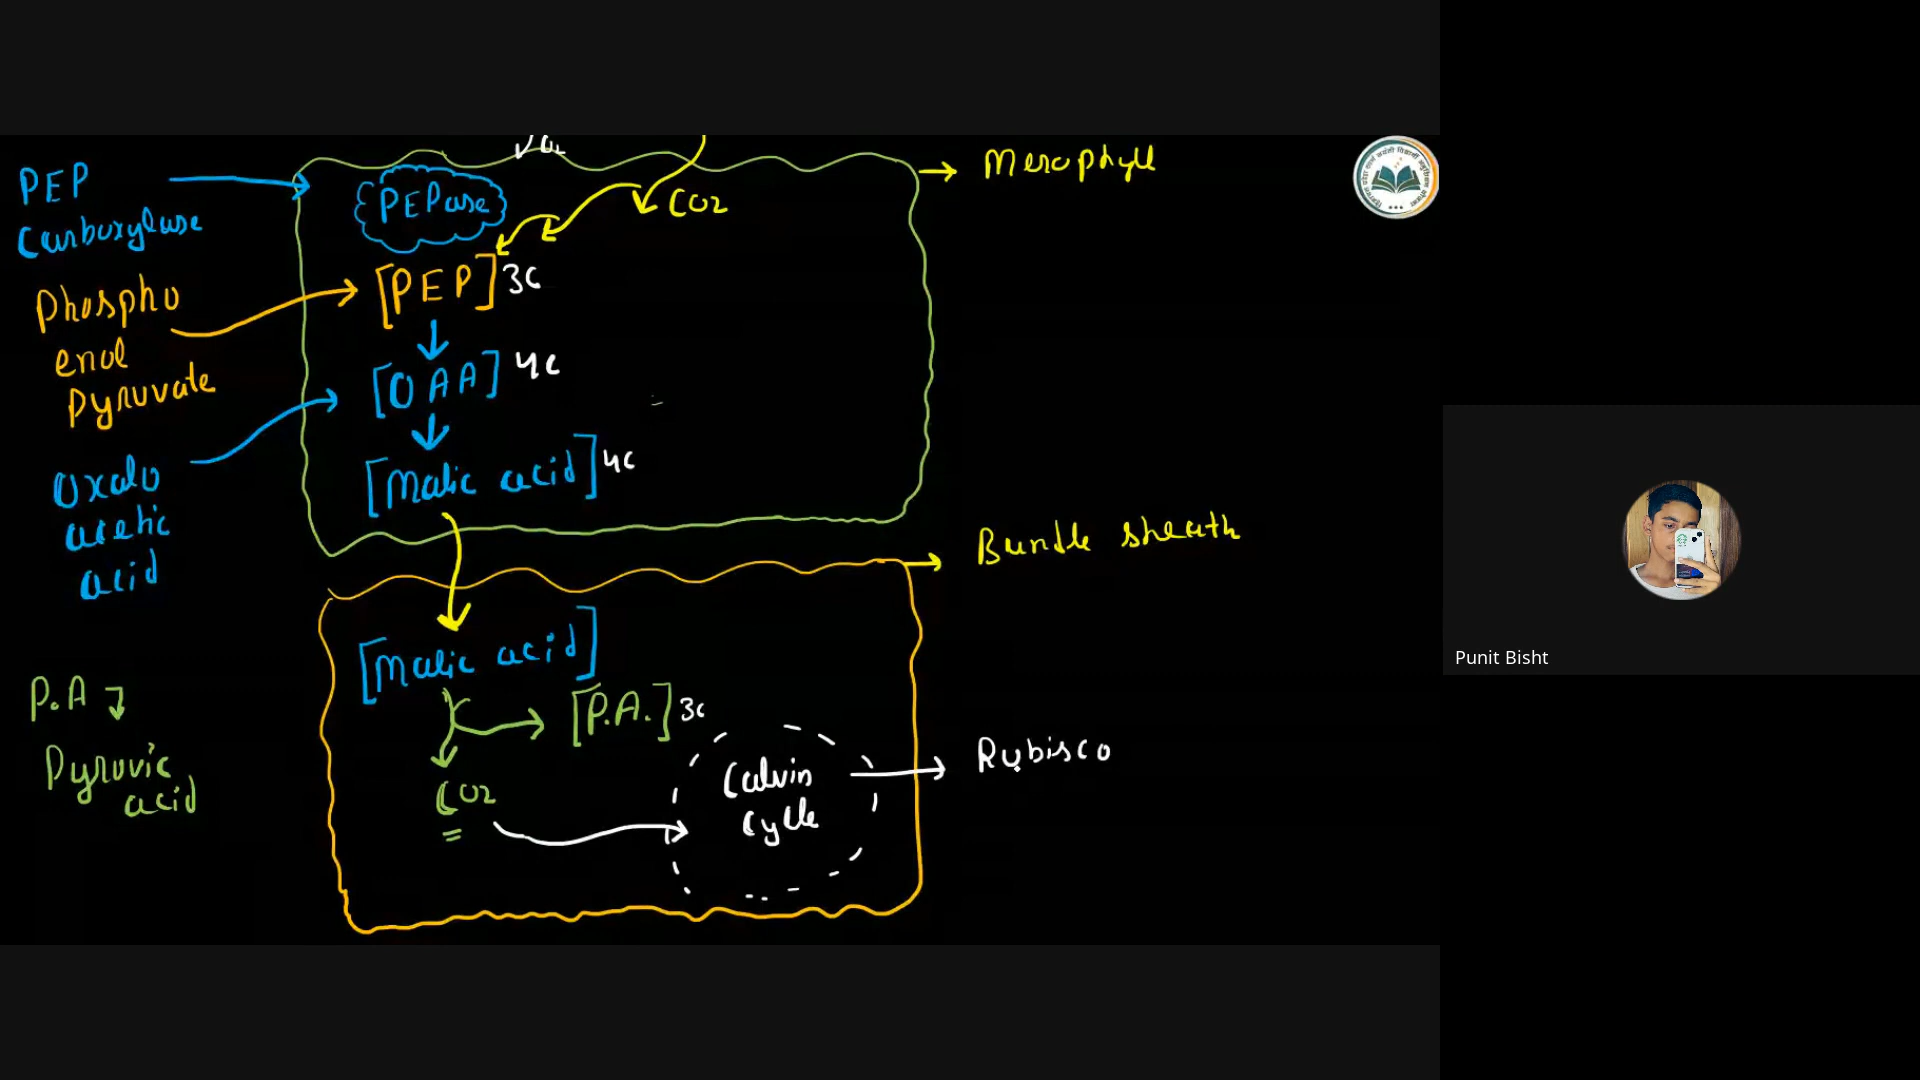 PEP
Carboxylase
Phospho
enol
Pyruvate
Oxalo
acetic
acid
P.A
Pyruvic
acid
PEPase
CO2
[PEP] 3C
[OAA] 4C
[Malic acid] 4C
Mesophyll
Bundle sheath
[Malic acid]
[P.A.] 3C
CO2
Calvin
Cycle
Rubisco
Punit Bisht